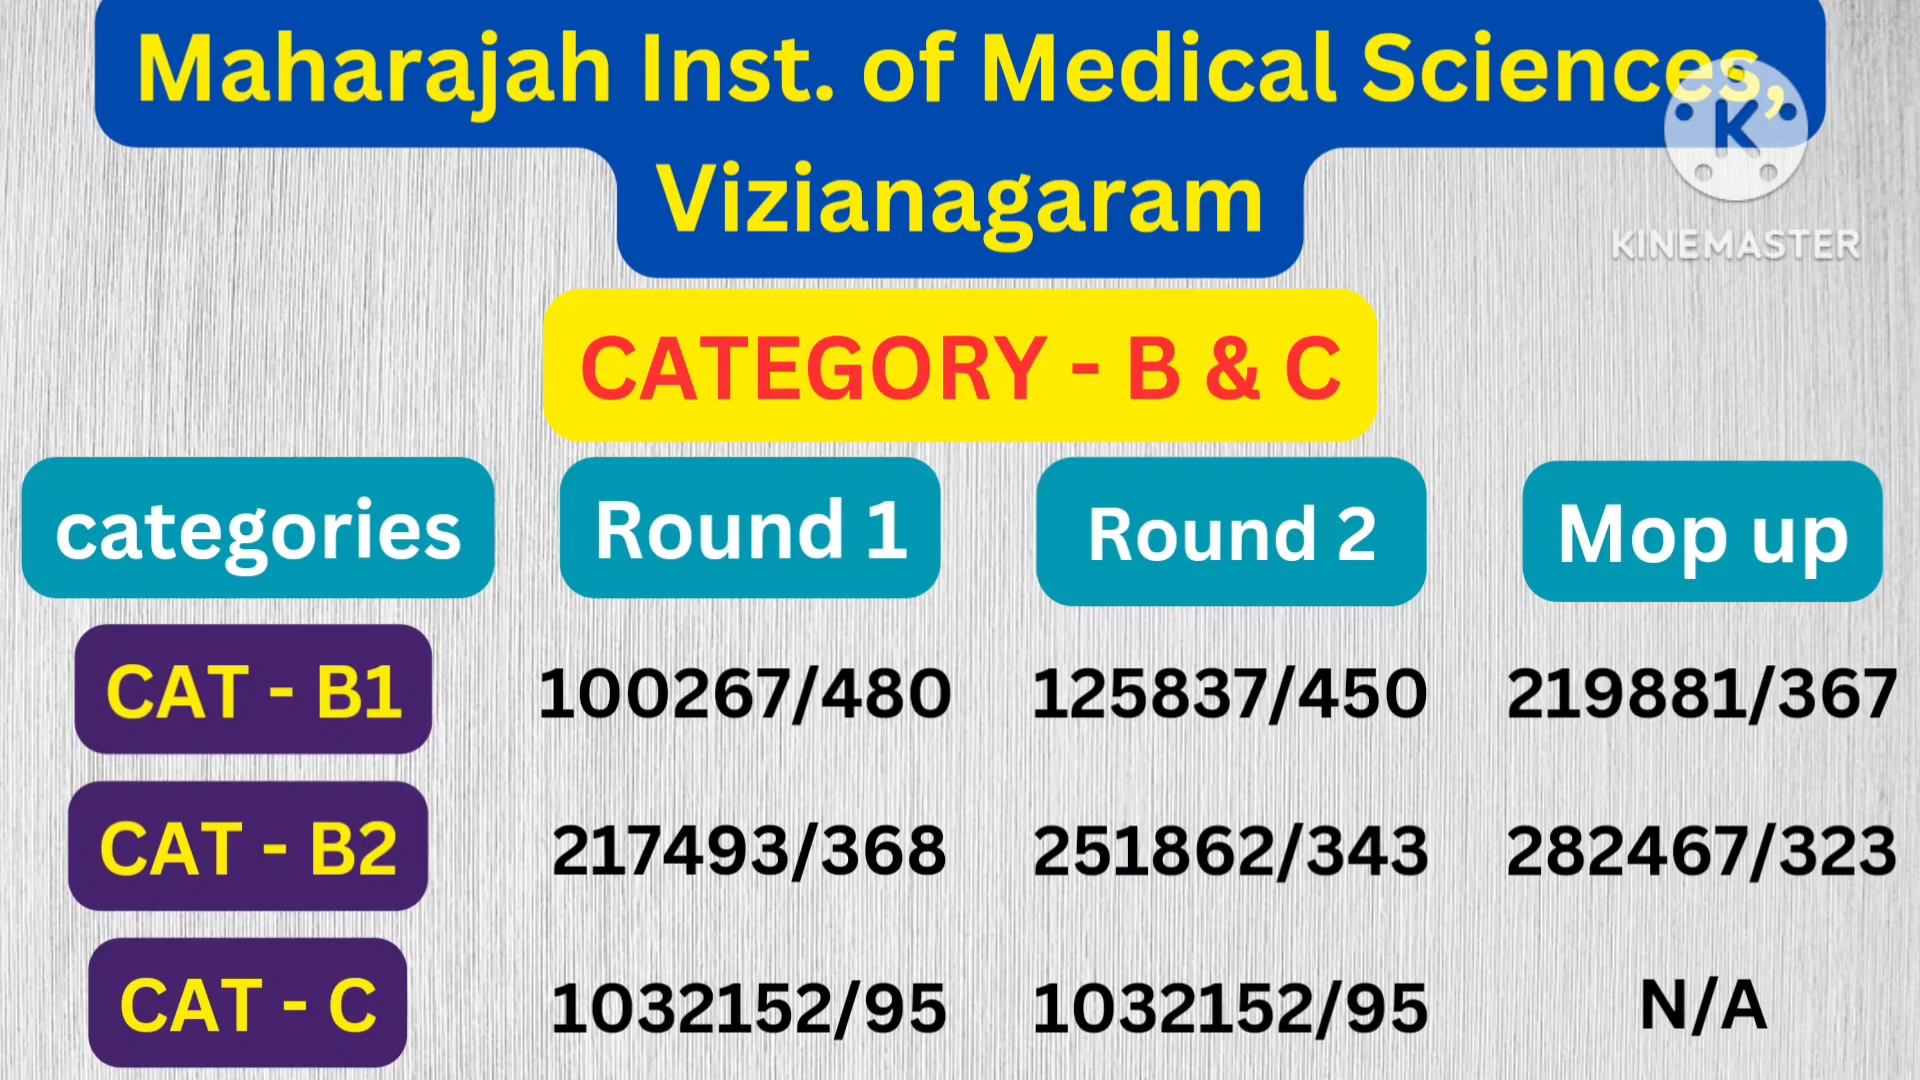 Maharajah Inst. of Medical Sciences,
Vizianagaram
K
KINEMASTER
CATEGORY - B & C
categories Round 1 Round 2 Mop up
CAT - B1 100267/480 125837/450 219881/367
CAT - B2 217493/368 251862/343 282467/323
CAT - C 1032152/95 1032152/95 N/A